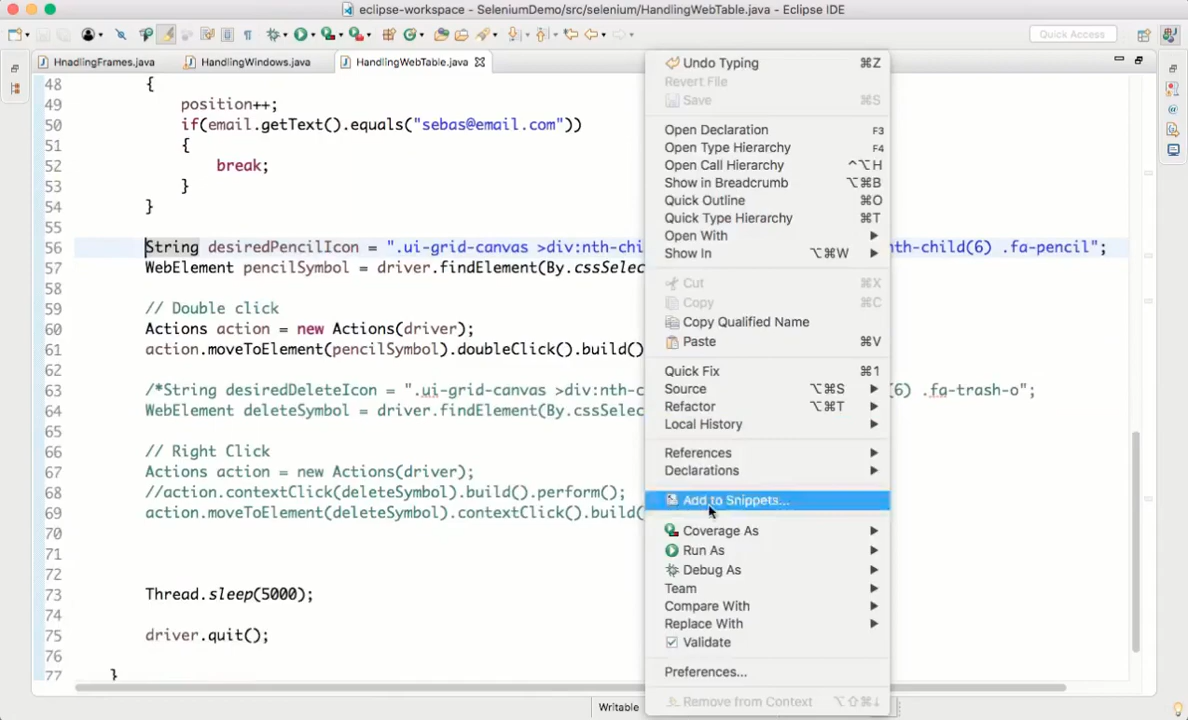 eclipse-workspace - SeleniumDemo/src/selenium/HandlingWebTable.java - Eclipse IDE
Quick Access
HnadlingFrames.java HandlingWindows.java HandlingWebTable.java
48 {
49 position++;
50 if(email.getText().equals("sebas@email.com"))
51 {
52 break;
53 }
54 }
55
56 String desiredPencilIcon = ".ui-grid-canvas >div:nth-chi nth-child(6) .fa-pencil";
57 WebElement pencilSymbol = driver.findElement(By.cssSelec
58
59 // Double click
60 Actions action = new Actions(driver);
61 action.moveToElement(pencilSymbol).doubleClick().build()
62
63 /*String desiredDeleteIcon = ".ui-grid-canvas >div:nth-c (6) .fa-trash-o";
64 WebElement deleteSymbol = driver.findElement(By.cssSelec
65
66 // Right Click
67 Actions action = new Actions(driver);
68 //action.contextClick(deleteSymbol).build().perform();
69 action.moveToElement(deleteSymbol).contextClick().build(
70
71
72
73 Thread.sleep(5000);
74
75 driver.quit();
76
77 }
Undo Typing ⌘Z
Revert File
Save ⌘S
Open Declaration F3
Open Type Hierarchy F4
Open Call Hierarchy ^⌥H
Show in Breadcrumb ⌥⌘B
Quick Outline ⌘O
Quick Type Hierarchy ⌘T
Open With
Show In ⌥⌘W
Cut ⌘X
Copy ⌘C
Copy Qualified Name
Paste ⌘V
Quick Fix ⌘1
Source ⌥⌘S
Refactor ⌥⌘T
Local History
References
Declarations
Add to Snippets...
Coverage As
Run As
Debug As
Team
Compare With
Replace With
Validate
Preferences...
Remove from Context ⌥⇧⌘↓
Writable